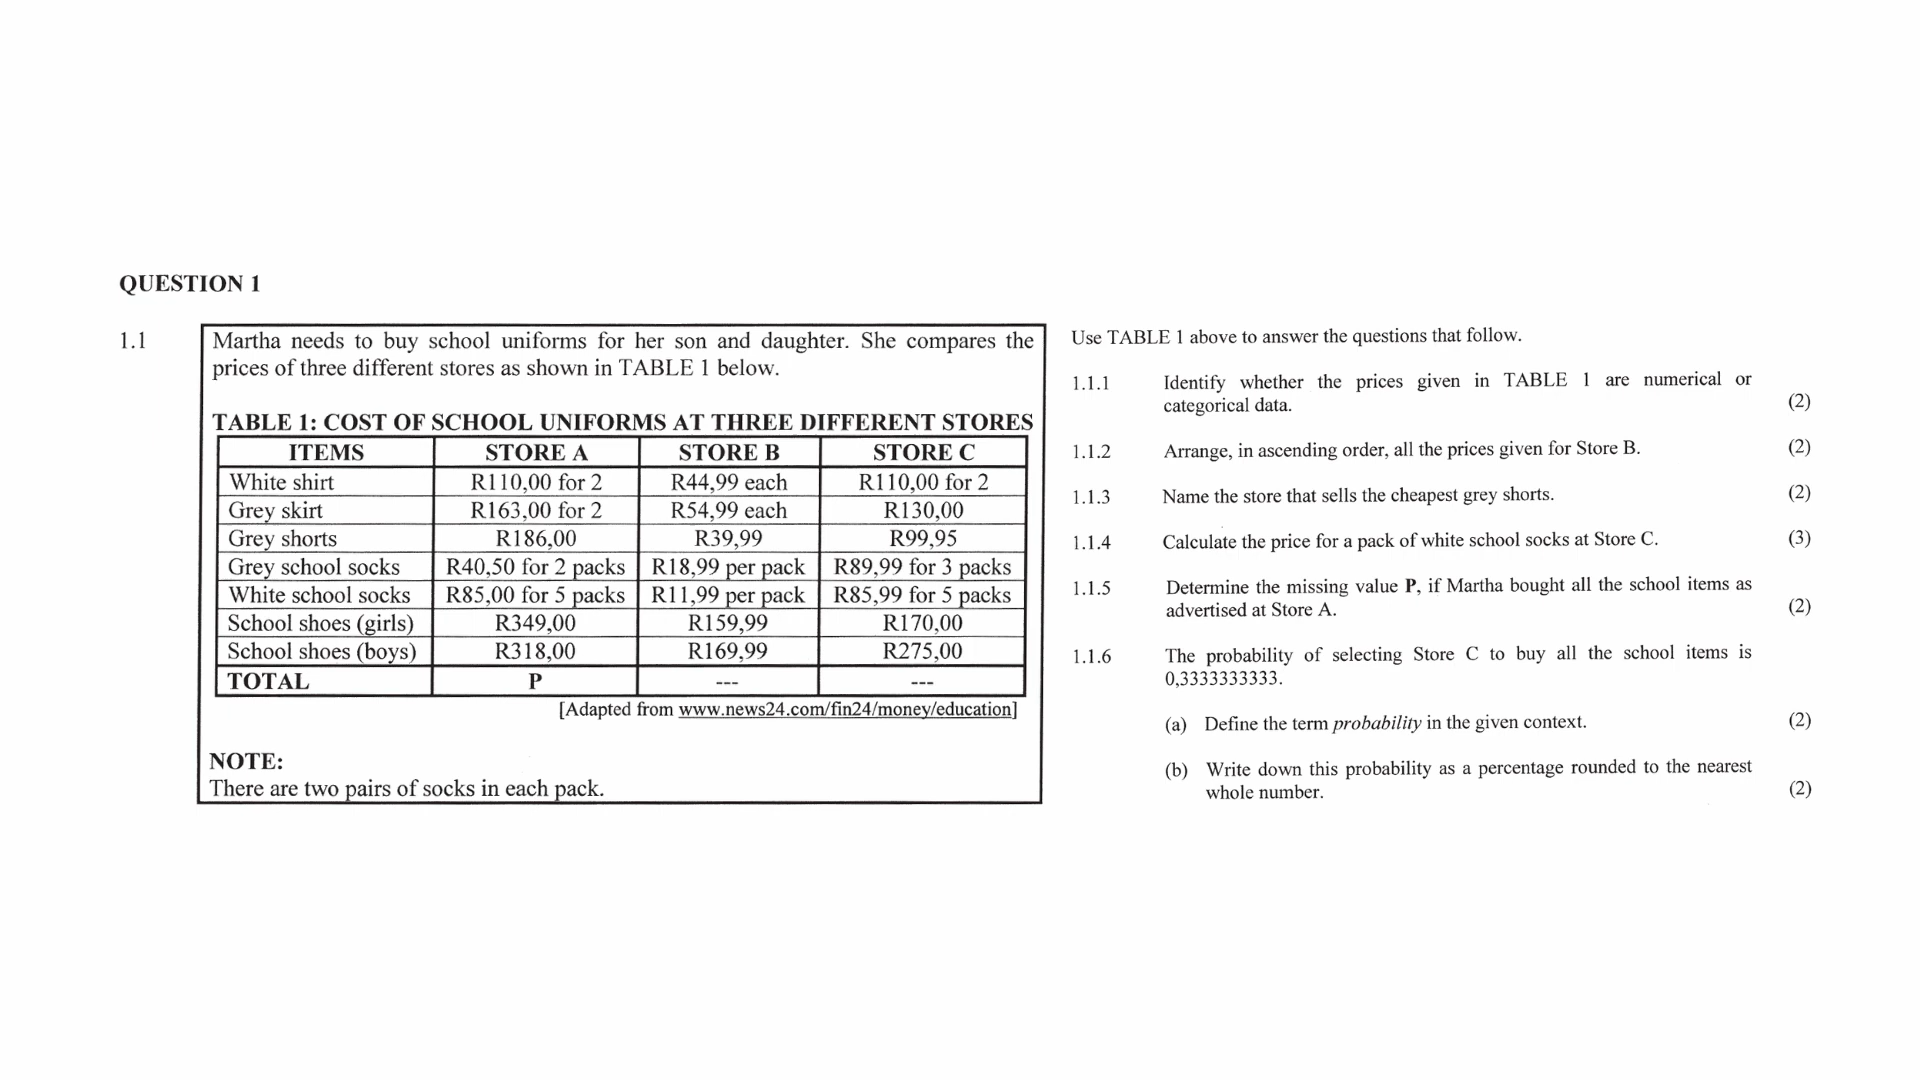 QUESTION 1
1.1
Martha needs to buy school uniforms for her son and daughter. She compares the
prices of three different stores as shown in TABLE 1 below.
TABLE 1: COST OF SCHOOL UNIFORMS AT THREE DIFFERENT STORES
ITEMS STORE A STORE B STORE C
White shirt R110,00 for 2 R44,99 each R110,00 for 2
Grey skirt R163,00 for 2 R54,99 each R130,00
Grey shorts R186,00 R39,99 R99,95
Grey school socks R40,50 for 2 packs R18,99 per pack R89,99 for 3 packs
White school socks R85,00 for 5 packs R11,99 per pack R85,99 for 5 packs
School shoes (girls) R349,00 R159,99 R170,00
School shoes (boys) R318,00 R169,99 R275,00
TOTAL P --- ---
[Adapted from www.news24.com/fin24/money/education]
NOTE:
There are two pairs of socks in each pack.
Use TABLE 1 above to answer the questions that follow.
1.1.1 Identify whether the prices given in TABLE 1 are numerical or
categorical data. (2)
1.1.2 Arrange, in ascending order, all the prices given for Store B. (2)
1.1.3 Name the store that sells the cheapest grey shorts. (2)
1.1.4 Calculate the price for a pack of white school socks at Store C. (3)
1.1.5 Determine the missing value P, if Martha bought all the school items as
advertised at Store A. (2)
1.1.6 The probability of selecting Store C to buy all the school items is
0,3333333333.
(a) Define the term probability in the given context. (2)
(b) Write down this probability as a percentage rounded to the nearest
whole number. (2)